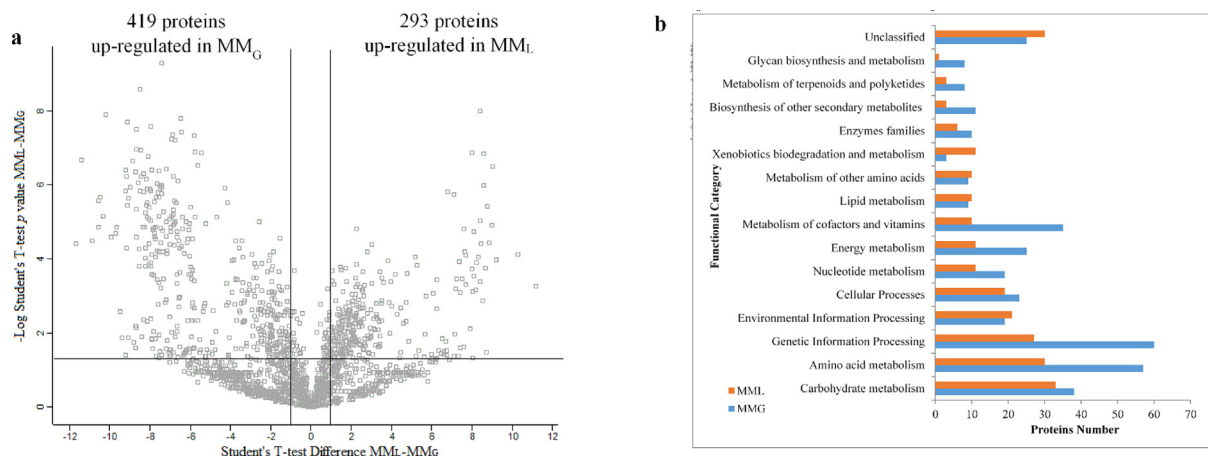 a
419 proteins
up-regulated in MMG
293 proteins
up-regulated in MML
-Log Student's T-test p value MML-MMG
8
6
4
2
0
-12 -10 -8 -6 -4 -2 0 2 4 6 8 10 12
Student's T-test Difference MML-MMG
b
Functional Category
Unclassified
Glycan biosynthesis and metabolism
Metabolism of terpenoids and polyketides
Biosynthesis of other secondary metabolites
Enzymes families
Xenobiotics biodegradation and metabolism
Metabolism of other amino acids
Lipid metabolism
Metabolism of cofactors and vitamins
Energy metabolism
Nucleotide metabolism
Cellular Processes
Environmental Information Processing
Genetic Information Processing
Amino acid metabolism
Carbohydrate metabolism
MML
MMG
0 10 20 30 40 50 60 70
Proteins Number